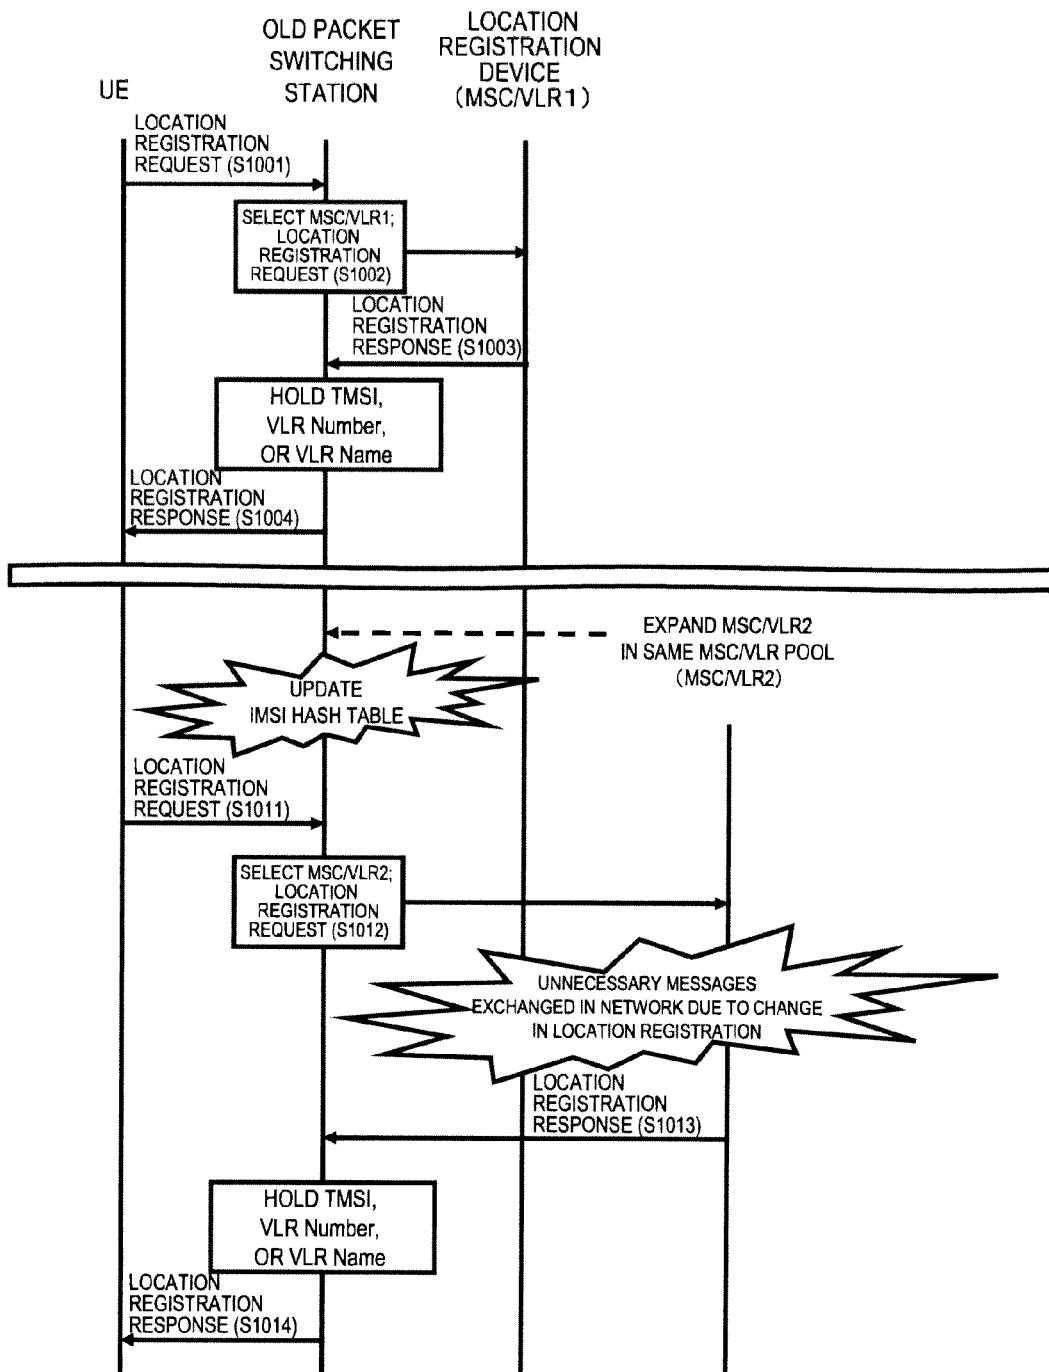 UE
OLD PACKET
SWITCHING
STATION
LOCATION
REGISTRATION
DEVICE
(MSC/VLR1)
LOCATION
REGISTRATION
REQUEST (S1001)
SELECT MSC/VLR1;
LOCATION
REGISTRATION
REQUEST (S1002)
LOCATION
REGISTRATION
RESPONSE (S1003)
HOLD TMSI,
VLR Number,
OR VLR Name
LOCATION
REGISTRATION
RESPONSE (S1004)
EXPAND MSC/VLR2
IN SAME MSC/VLR POOL
(MSC/VLR2)
UPDATE
IMSI HASH TABLE
LOCATION
REGISTRATION
REQUEST (S1011)
SELECT MSC/VLR2;
LOCATION
REGISTRATION
REQUEST (S1012)
UNNECESSARY MESSAGES
EXCHANGED IN NETWORK DUE TO CHANGE
IN LOCATION REGISTRATION
LOCATION
REGISTRATION
RESPONSE (S1013)
HOLD TMSI,
VLR Number,
OR VLR Name
LOCATION
REGISTRATION
RESPONSE (S1014)